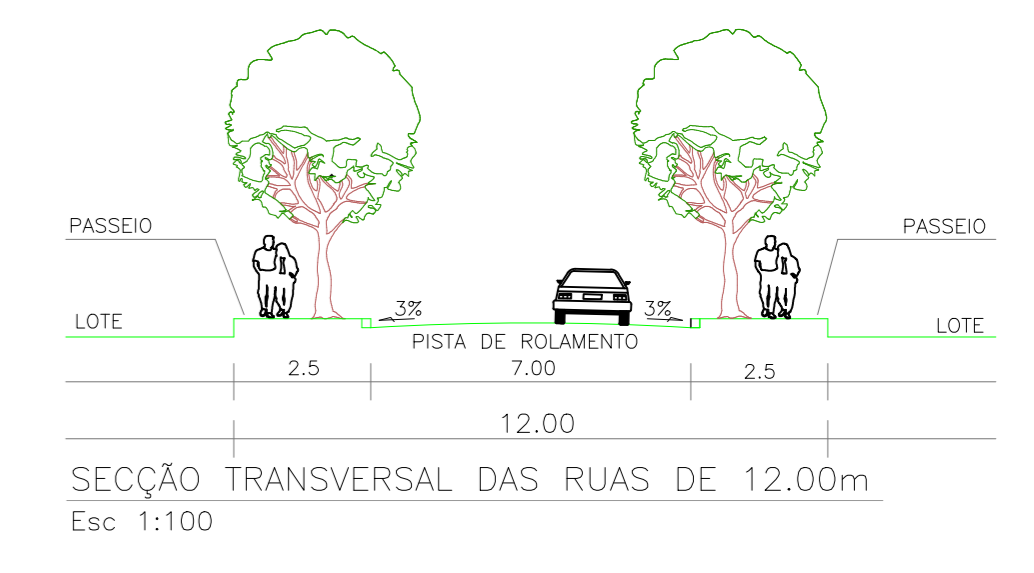 PASSEIO
PASSEIO
3%
3%
LOTE
LOTE
PISTA DE ROLAMENTO
2.5
7.00
2.5
12.00
SECÇÃO TRANSVERSAL DAS RUAS DE 12.00m
Esc 1:100